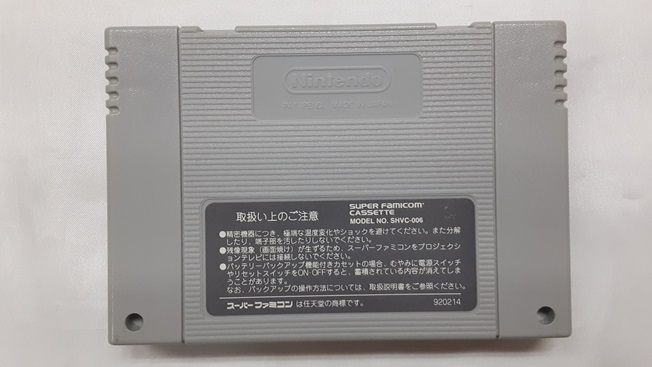 Nintendo
PAT. PEND. MADE IN JAPAN
取扱い上のご注意
SUPER FAMICOM
CASSETTE
MODEL NO. SHVC-006
●精密機器につき、極端な温度変化やショックを避けてください。また分解
したり、端子部を汚したりしないでください。
●残像現象(画面焼け)が生ずるため、スーパーファミコンをプロジェクショ
ンテレビには接続しないでください。
●バッテリーバックアップ機能付きカセットの場合、むやみに電源スイッチ
やリセットスイッチをON・OFFすると、蓄積されている内容が消えてしま
うことがあります。
なお、バックアップの操作方法については、取扱説明書をご参照ください。
スーパーファミコンは任天堂の商標です。
920214